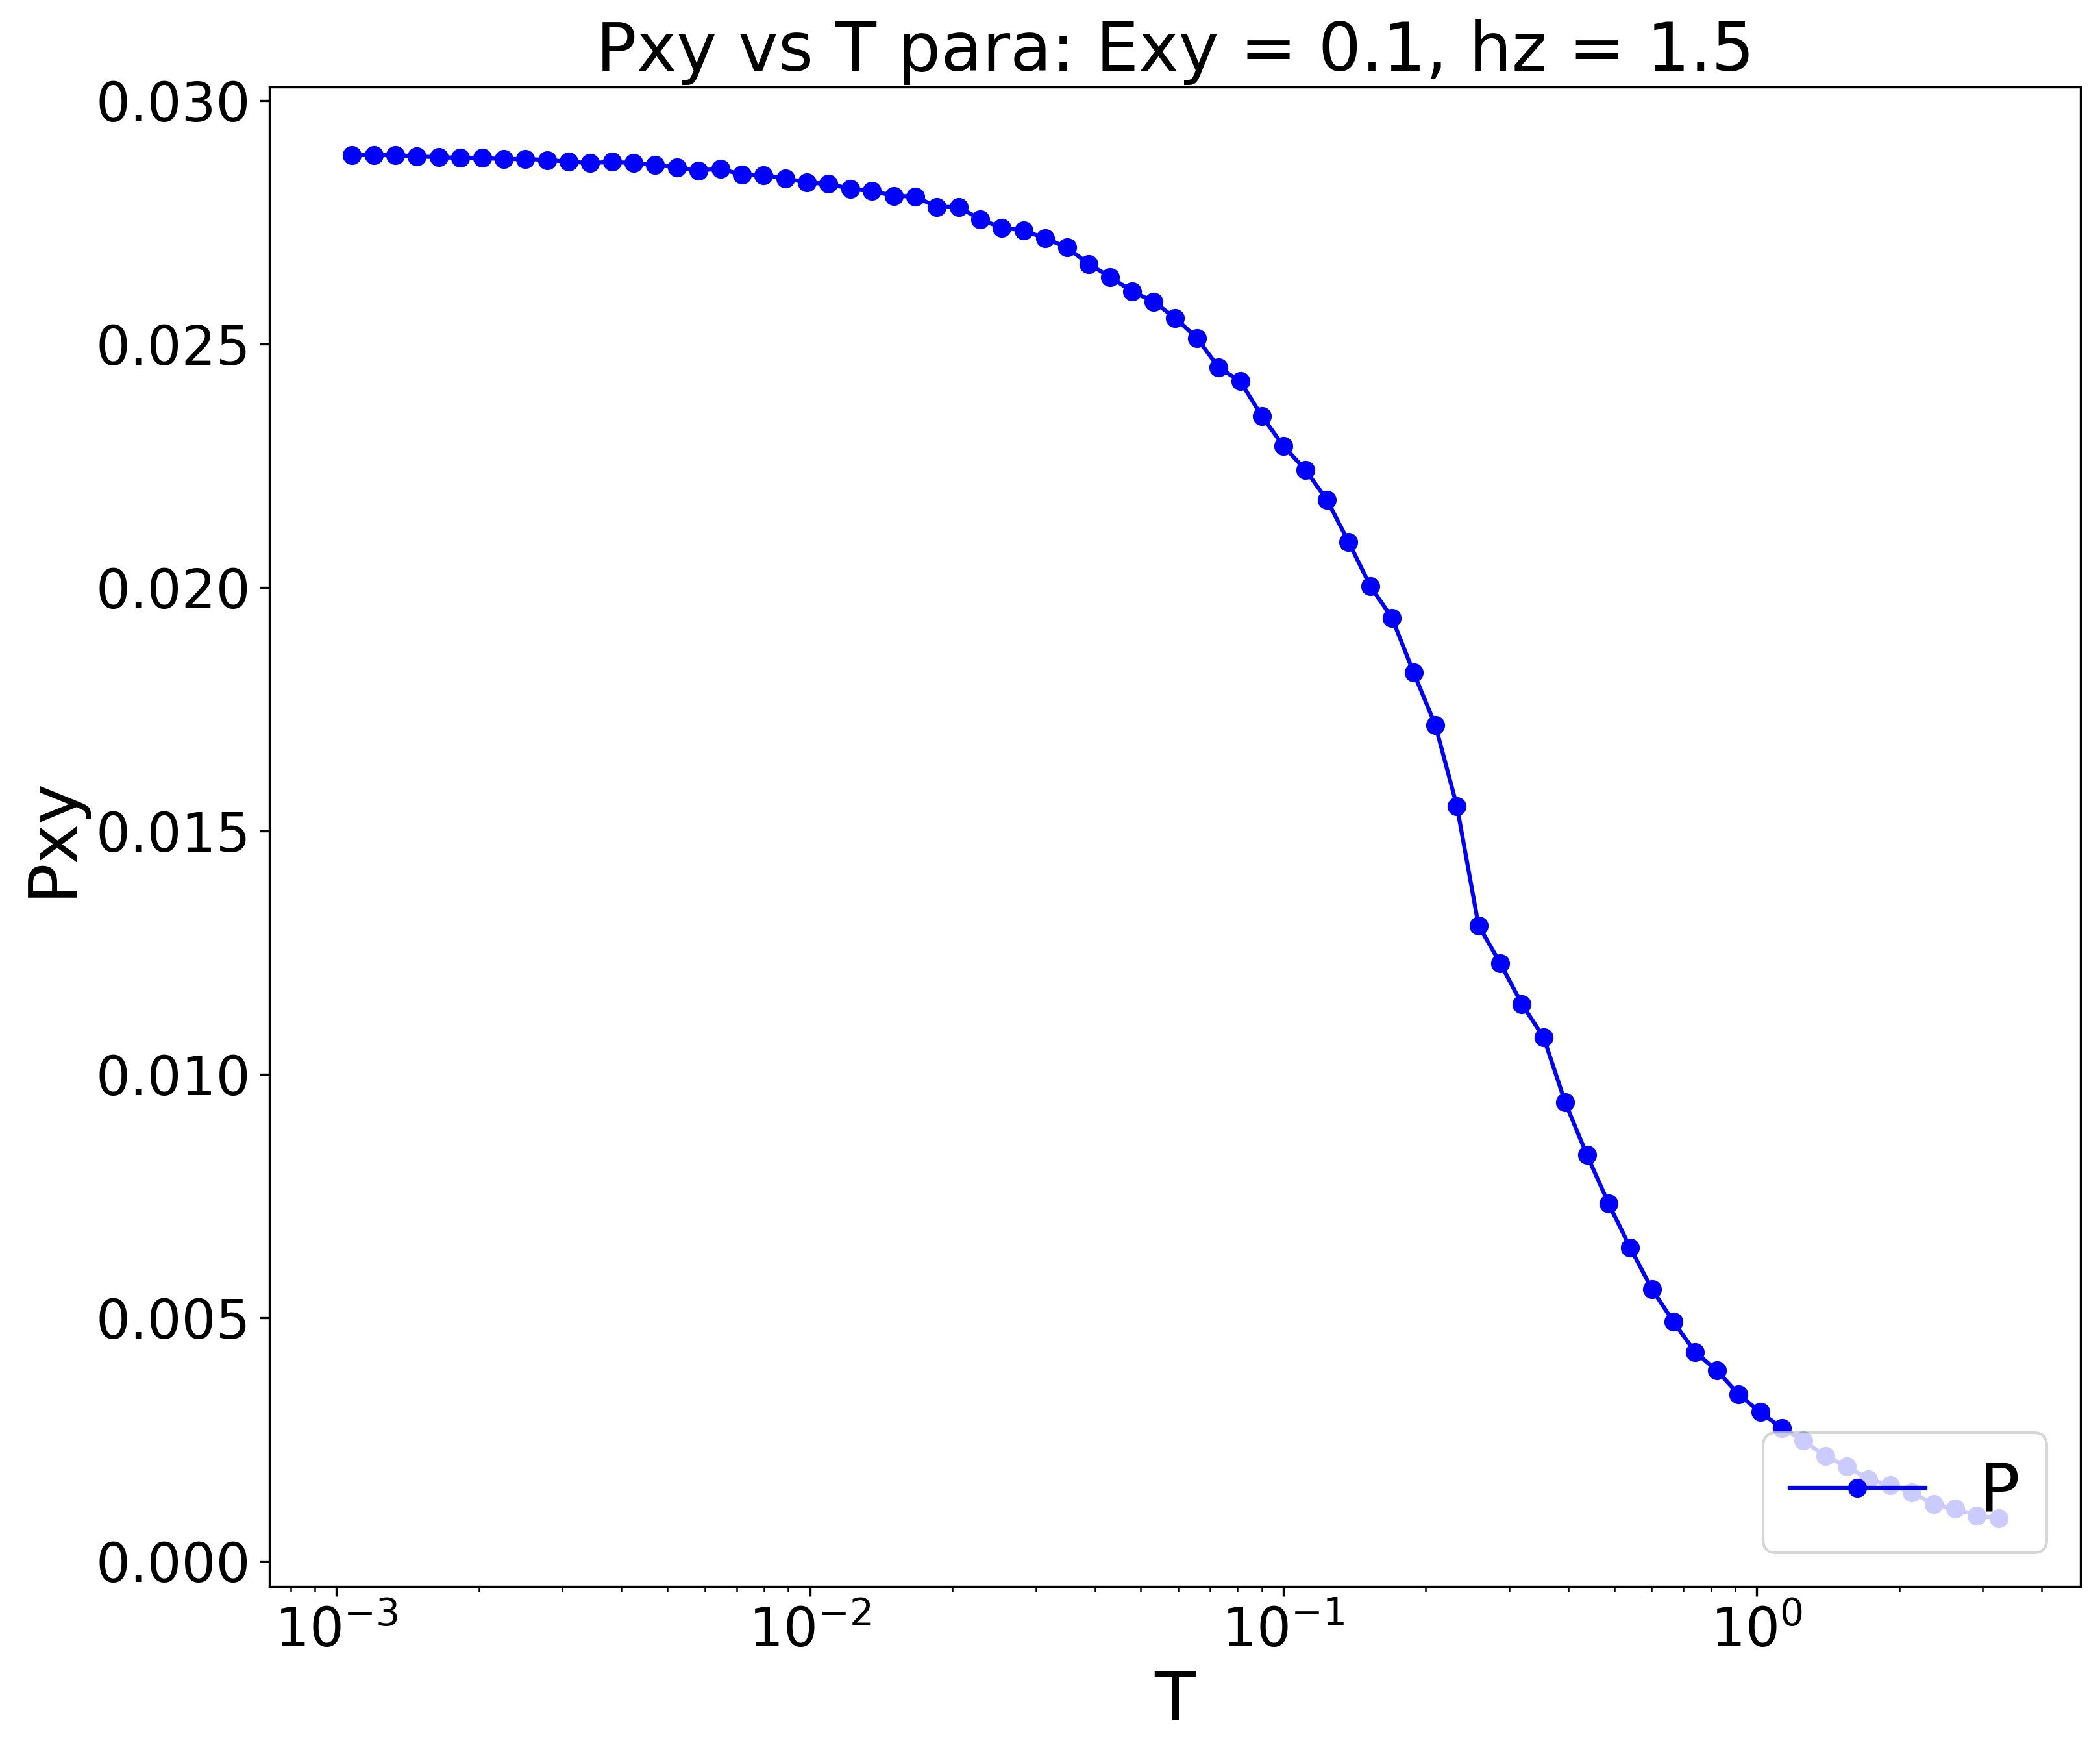 Pxy vs T para: Exy = 0.1, hz = 1.5
0.030
0.025
0.020
0.015
0.010
0.005
0.000
Pxy
P
10⁻³ 10⁻² 10⁻¹ 10⁰
T